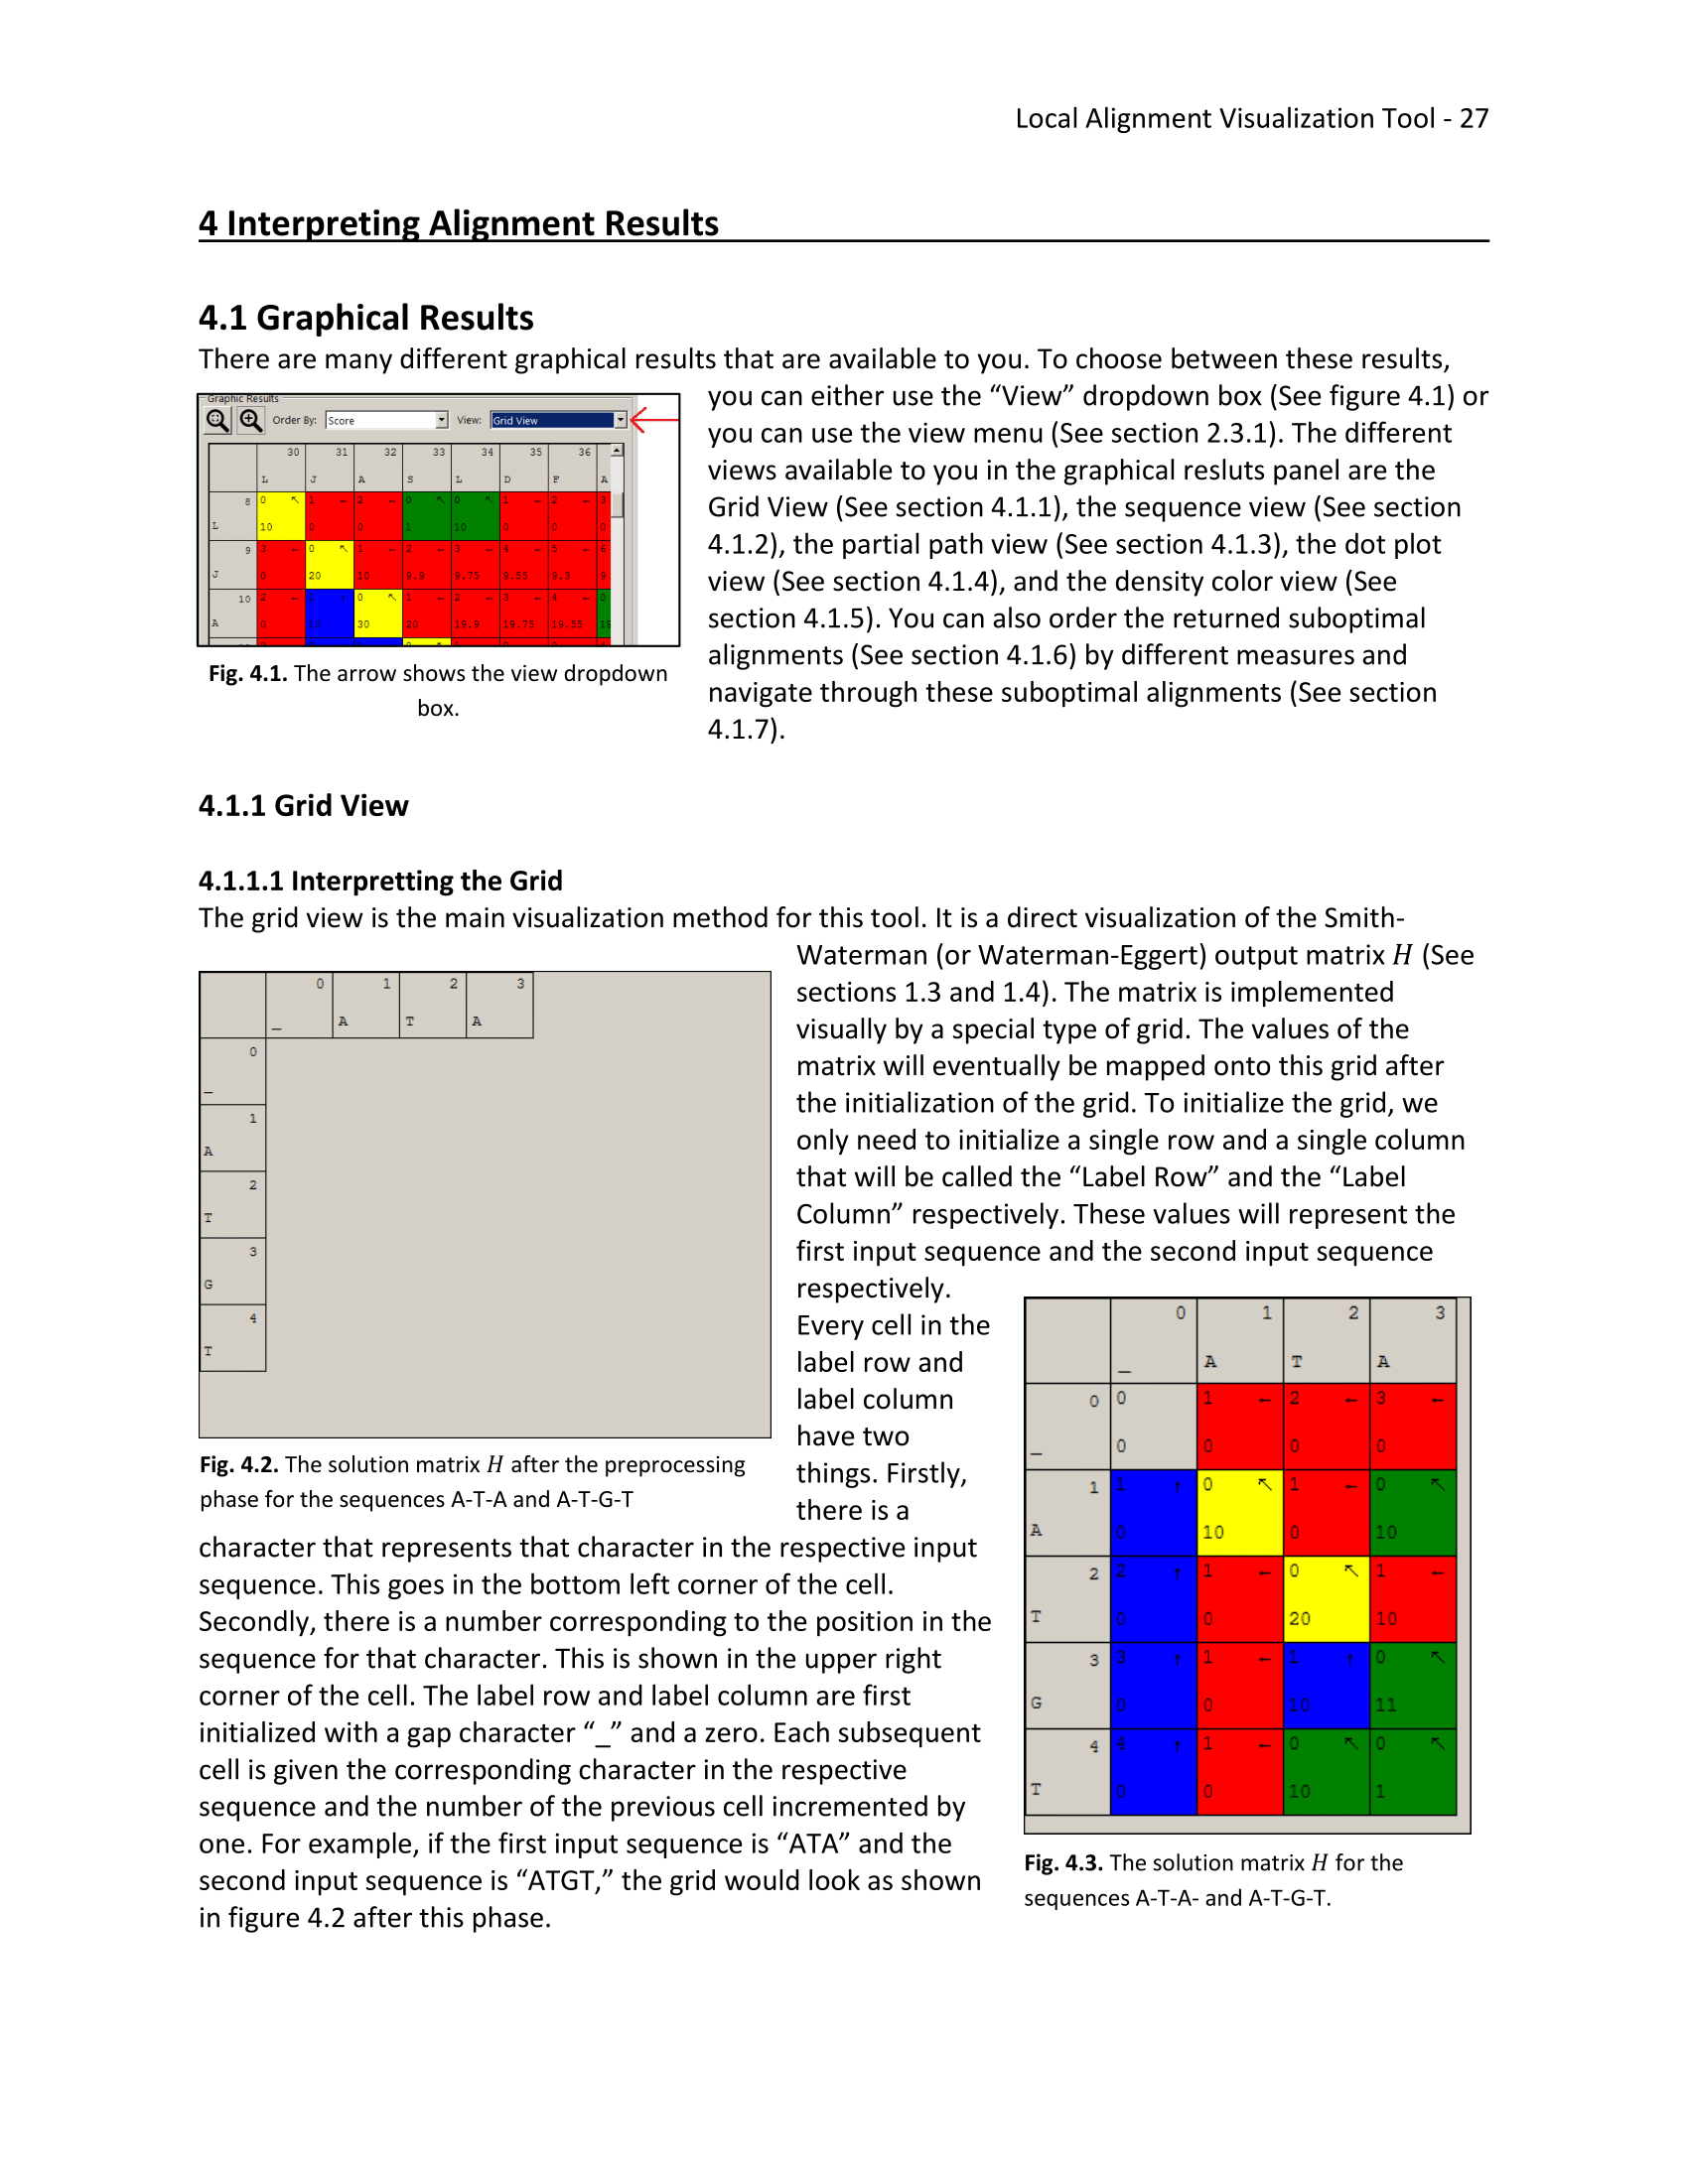 Local Alignment Visualization Tool - 27
4 Interpreting Alignment Results
4.1 Graphical Results
There are many different graphical results that are available to you. To choose between these results,
you can either use the “View” dropdown box (See figure 4.1) or
you can use the view menu (See section 2.3.1). The different
views available to you in the graphical resluts panel are the
Grid View (See section 4.1.1), the sequence view (See section
4.1.2), the partial path view (See section 4.1.3), the dot plot
view (See section 4.1.4), and the density color view (See
section 4.1.5). You can also order the returned suboptimal
alignments (See section 4.1.6) by different measures and
navigate through these suboptimal alignments (See section
4.1.7).
Graphic Results
Order By: Score View: Grid View
30 31 32 33 34 35 36
L J A S L D F A
8 0 ↖ 1 ← 2 ← 0 ↖ 0 ↖ 1 ← 2 ← 3
L 10 0 0 1 10 0 0 0
9 3 ← 0 ↖ 1 ← 2 ← 3 ← 4 ← 5 ← 6
J 0 20 10 9.9 9.75 9.55 9.3 9
10 2 ← 1 ↑ 0 ↖ 1 ← 2 ← 3 ← 4 ← 0
A 0 10 30 20 19.9 19.75 19.55 19
Fig. 4.1. The arrow shows the view dropdown
box.
4.1.1 Grid View
4.1.1.1 Interpretting the Grid
The grid view is the main visualization method for this tool. It is a direct visualization of the Smith-
Waterman (or Waterman-Eggert) output matrix H (See
sections 1.3 and 1.4). The matrix is implemented
visually by a special type of grid. The values of the
matrix will eventually be mapped onto this grid after
the initialization of the grid. To initialize the grid, we
only need to initialize a single row and a single column
that will be called the “Label Row” and the “Label
Column” respectively. These values will represent the
first input sequence and the second input sequence
respectively.
Every cell in the
label row and
label column
have two
things. Firstly,
there is a
character that represents that character in the respective input
sequence. This goes in the bottom left corner of the cell.
Secondly, there is a number corresponding to the position in the
sequence for that character. This is shown in the upper right
corner of the cell. The label row and label column are first
initialized with a gap character “_” and a zero. Each subsequent
cell is given the corresponding character in the respective
sequence and the number of the previous cell incremented by
one. For example, if the first input sequence is “ATA” and the
second input sequence is “ATGT,” the grid would look as shown
in figure 4.2 after this phase.
0 1 2 3
_ A T A
0
_
1
A
2
T
3
G
4
T
Fig. 4.2. The solution matrix H after the preprocessing
phase for the sequences A-T-A and A-T-G-T
0 1 2 3
_ A T A
0 0 1 ← 2 ← 3 ←
_ 0 0 0 0
1 1 ↑ 0 ↖ 1 ← 0 ↖
A 0 10 0 10
2 2 ↑ 1 ← 0 ↖ 1 ←
T 0 0 20 10
3 3 ↑ 1 ← 1 ↑ 0 ↖
G 0 0 10 11
4 4 ↑ 1 ← 0 ↖ 0 ↖
T 0 0 10 1
Fig. 4.3. The solution matrix H for the
sequences A-T-A- and A-T-G-T.